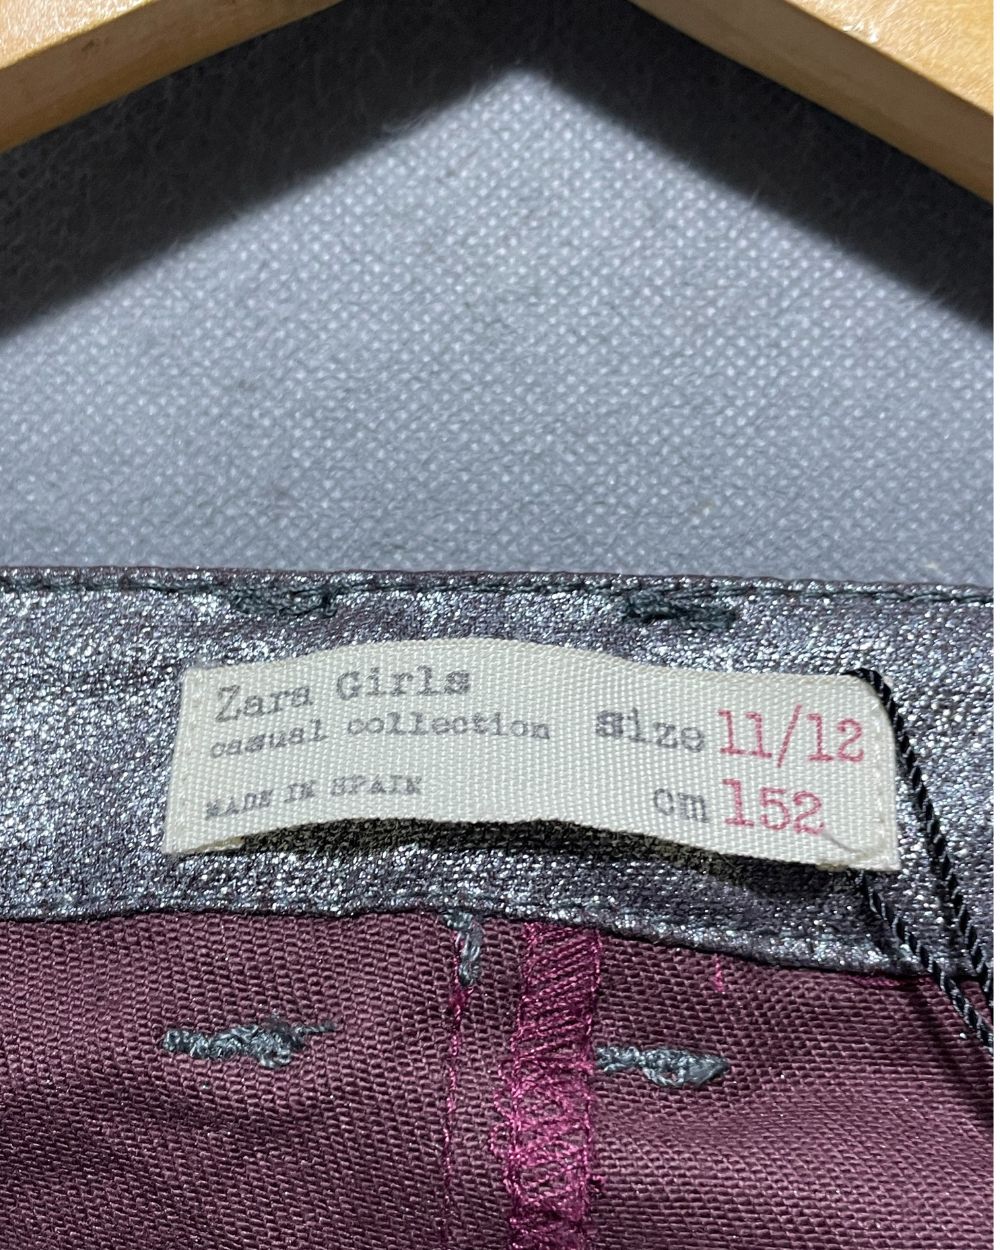 Zara Girls
casual collection
MADE IN SPAIN
size 11/12
cm 152